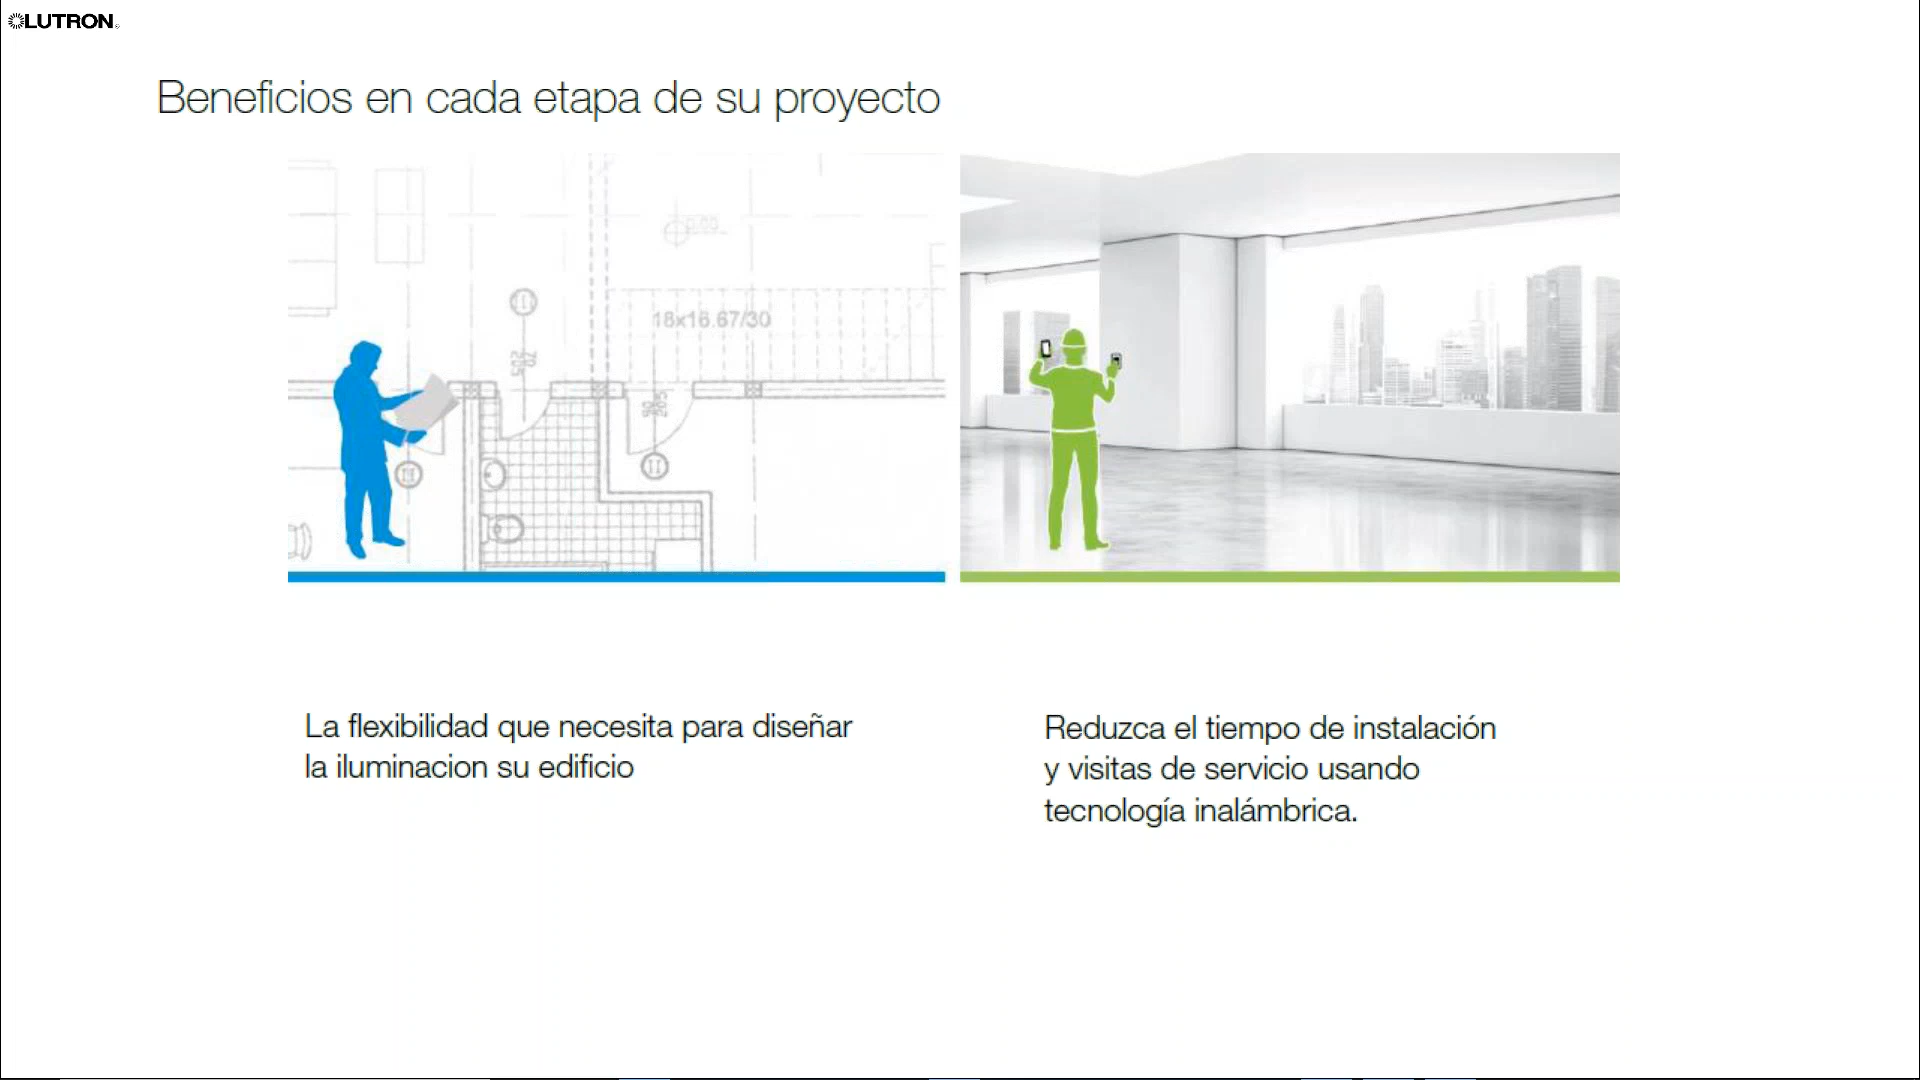 LUTRON
Beneficios en cada etapa de su proyecto
18x16.67/30
La flexibilidad que necesita para diseñar
la iluminacion su edificio
Reduzca el tiempo de instalación
y visitas de servicio usando
tecnología inalámbrica.